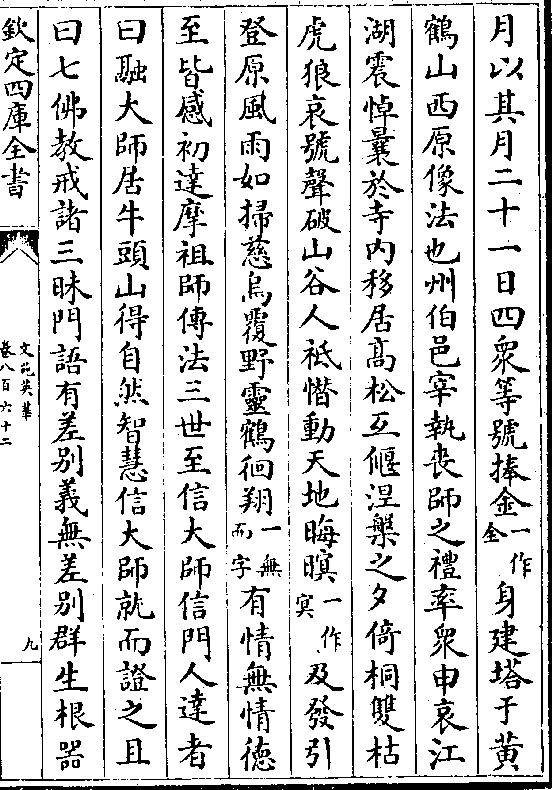 月以其月二十一日四衆等號捧金一作全身建塔于黄
鶴山西原像法也州伯邑宰執喪師之禮率衆申哀江
湖震悼曩於寺内移居髙松互偃涅槃之夕倚桐雙枯
虎狼哀號聲破山谷人祇憯動天地晦暝一作㝠及發引
登原風雨如掃慈烏覆野靈鶴徊翔一無而字有情無情德
至皆感初達摩祖師傳法三世至信大師信門人達者
曰融大師居牛頭山得自然智慧信大師就而證之且
曰七佛教戒諸三昧門語有差别義無差别群生根器
欽定四庫全書
文苑英華
卷八百六十二
九